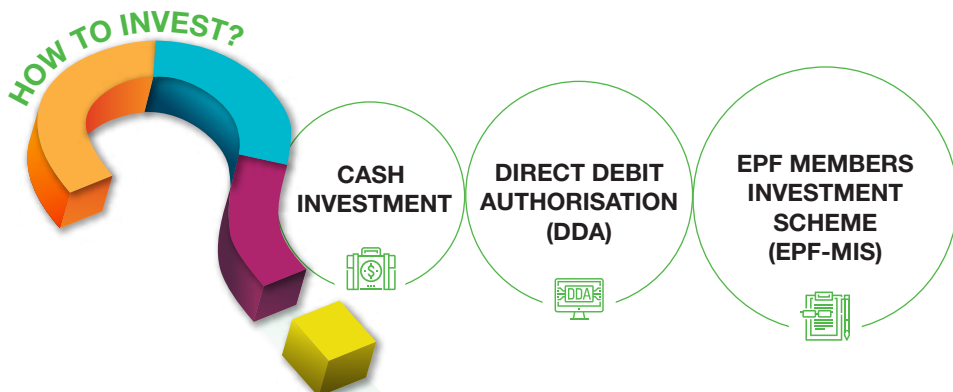 HOW TO INVEST?
CASH
INVESTMENT
$
DIRECT DEBIT
AUTHORISATION
(DDA)
DDA
EPF MEMBERS
INVESTMENT
SCHEME
(EPF-MIS)